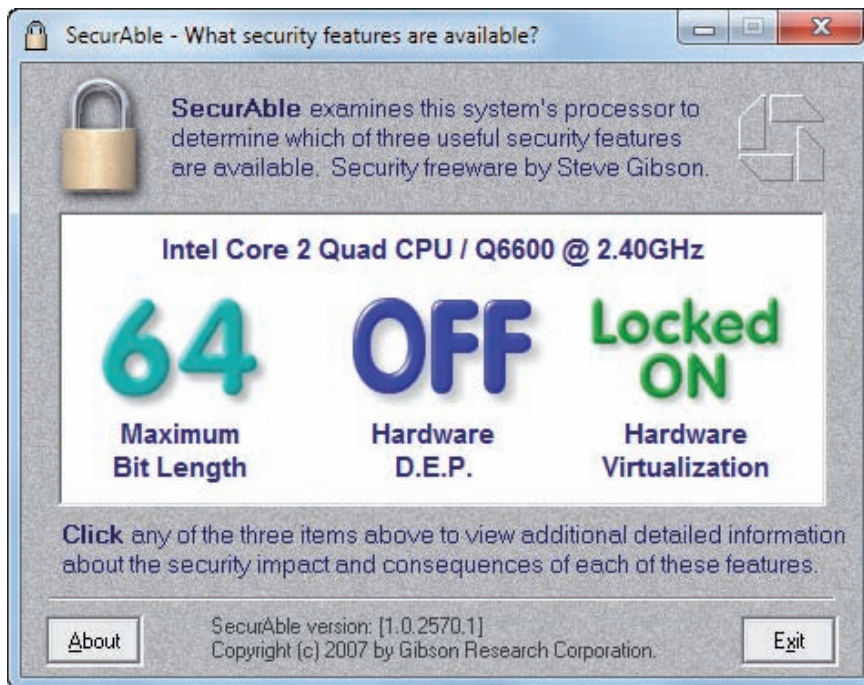 SecurAble - What security features are available?
SecurAble examines this system's processor to
determine which of three useful security features
are available. Security freeware by Steve Gibson.
Intel Core 2 Quad CPU / Q6600 @ 2.40GHz
64
Maximum
Bit Length
OFF
Hardware
D.E.P.
Locked
ON
Hardware
Virtualization
Click any of the three items above to view additional detailed information
about the security impact and consequences of each of these features.
About
SecurAble version: [1.0.2570.1]
Copyright (c) 2007 by Gibson Research Corporation.
Exit